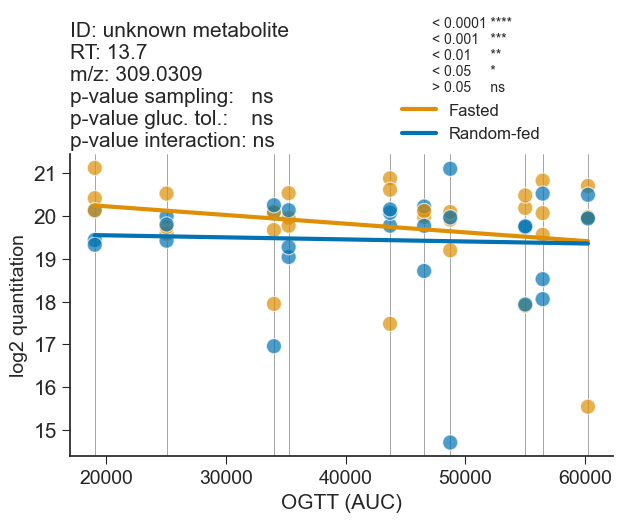 ID: unknown metabolite
RT: 13.7
m/z: 309.0309
p-value sampling: ns
p-value gluc. tol.: ns
p-value interaction: ns
< 0.0001 ****
< 0.001 ***
< 0.01 **
< 0.05 *
> 0.05 ns
Fasted
Random-fed
21
20
19
18
17
16
15
log2 quantitation
20000 30000 40000 50000 60000
OGTT (AUC)